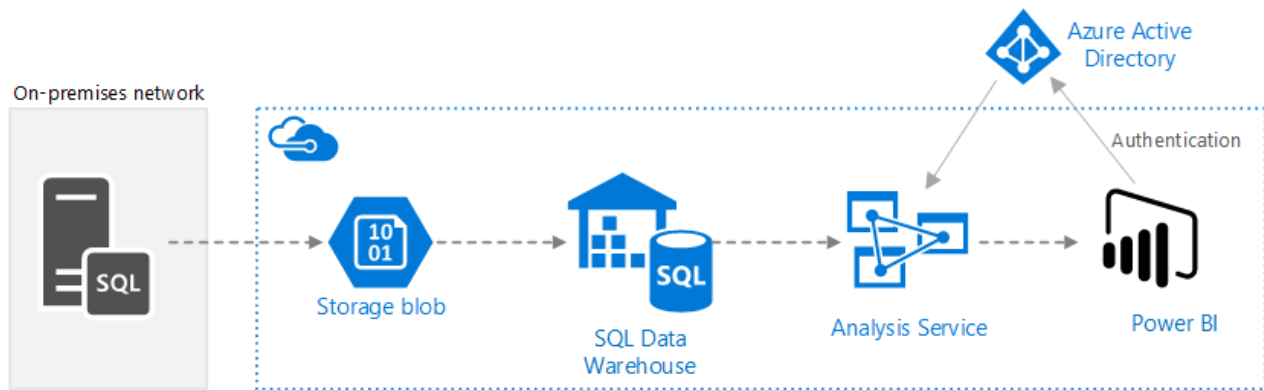 Azure Active
Directory
On-premises network
Authentication
10
01
SQL
SQL
Storage blob
SQL Data
Warehouse
Analysis Service
Power BI